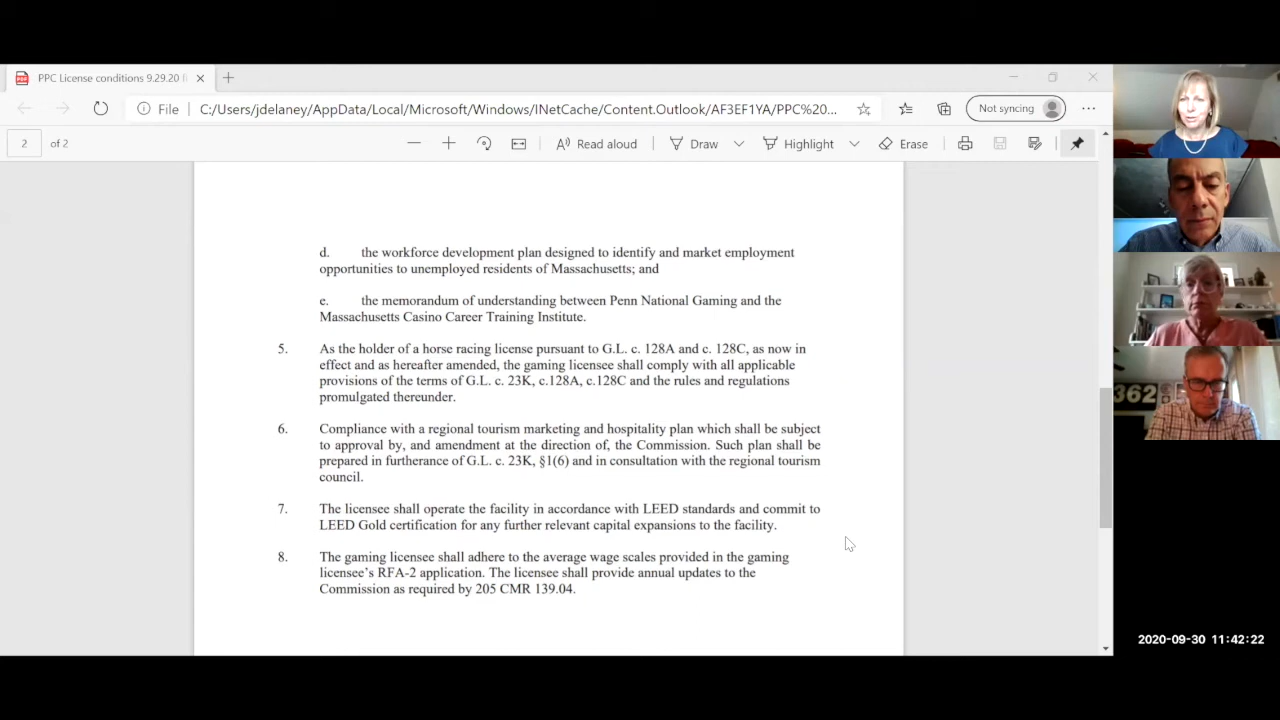 PPC License conditions 9.29.20
File C:/Users/jdelaney/AppData/Local/Microsoft/Windows/INetCache/Content.Outlook/AF3EF1YA/PPC%20... Not syncing
2 of 2 Read aloud Draw Highlight Erase
d. the workforce development plan designed to identify and market employment
opportunities to unemployed residents of Massachusetts; and
e. the memorandum of understanding between Penn National Gaming and the
Massachusetts Casino Career Training Institute.
5. As the holder of a horse racing license pursuant to G.L. c. 128A and c. 128C, as now in
effect and as hereafter amended, the gaming licensee shall comply with all applicable
provisions of the terms of G.L. c. 23K, c.128A, c.128C and the rules and regulations
promulgated thereunder.
6. Compliance with a regional tourism marketing and hospitality plan which shall be subject
to approval by, and amendment at the direction of, the Commission. Such plan shall be
prepared in furtherance of G.L. c. 23K, §1(6) and in consultation with the regional tourism
council.
7. The licensee shall operate the facility in accordance with LEED standards and commit to
LEED Gold certification for any further relevant capital expansions to the facility.
8. The gaming licensee shall adhere to the average wage scales provided in the gaming
licensee's RFA-2 application. The licensee shall provide annual updates to the
Commission as required by 205 CMR 139.04.
362
2020-09-30 11:42:22